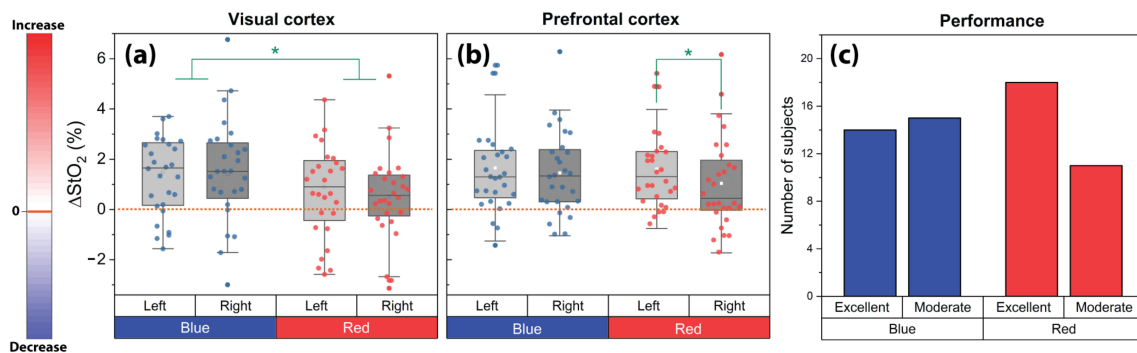 Increase
0
Decrease
Visual cortex
(a)
*
ΔStO2 (%)
6
4
2
0
−2
Left
Right
Left
Right
Blue
Red
Prefrontal cortex
(b)
*
Left
Right
Left
Right
Blue
Red
Performance
(c)
Number of subjects
20
16
12
8
4
0
Excellent
Moderate
Excellent
Moderate
Blue
Red